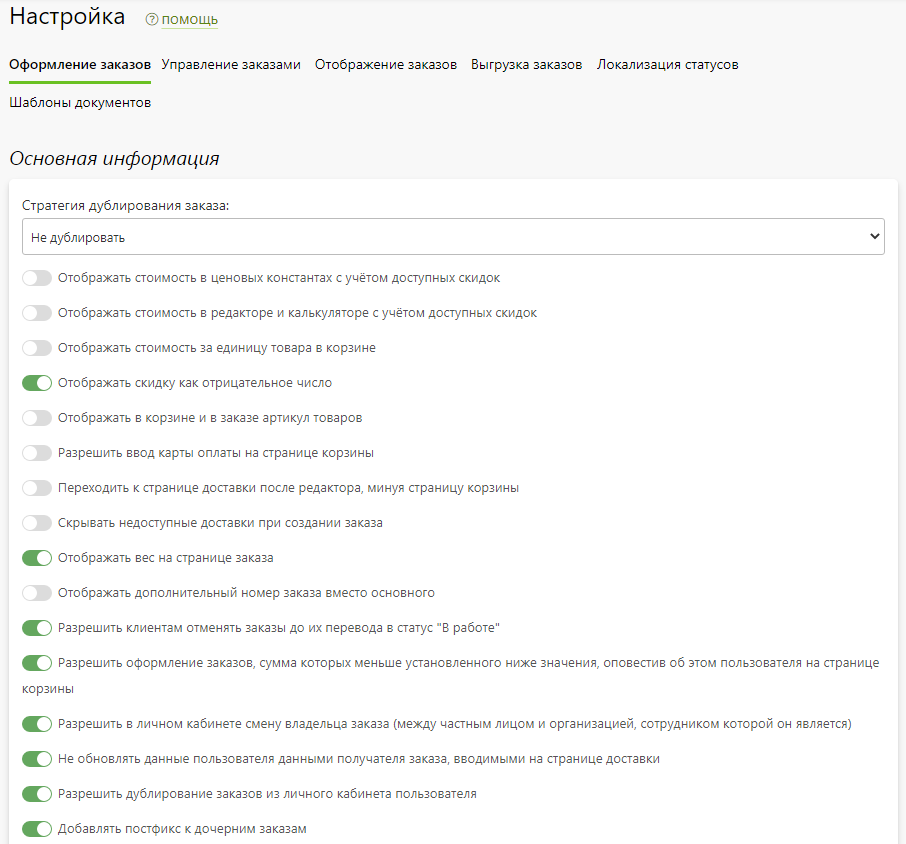 Настройка
? помощь
Оформление заказов Управление заказами Отображение заказов Выгрузка заказов Локализация статусов
Шаблоны документов
Основная информация
Стратегия дублирования заказа:
Не дублировать
Отображать стоимость в ценовых константах с учётом доступных скидок
Отображать стоимость в редакторе и калькуляторе с учётом доступных скидок
Отображать стоимость за единицу товара в корзине
Отображать скидку как отрицательное число
Отображать в корзине и в заказе артикул товаров
Разрешить ввод карты оплаты на странице корзины
Переходить к странице доставки после редактора, минуя страницу корзины
Скрывать недоступные доставки при создании заказа
Отображать вес на странице заказа
Отображать дополнительный номер заказа вместо основного
Разрешить клиентам отменять заказы до их перевода в статус "В работе"
Разрешить оформление заказов, сумма которых меньше установленного ниже значения, оповестив об этом пользователя на странице
корзины
Разрешить в личном кабинете смену владельца заказа (между частным лицом и организацией, сотрудником которой он является)
Не обновлять данные пользователя данными получателя заказа, вводимыми на странице доставки
Разрешить дублирование заказов из личного кабинета пользователя
Добавлять постфикс к дочерним заказам